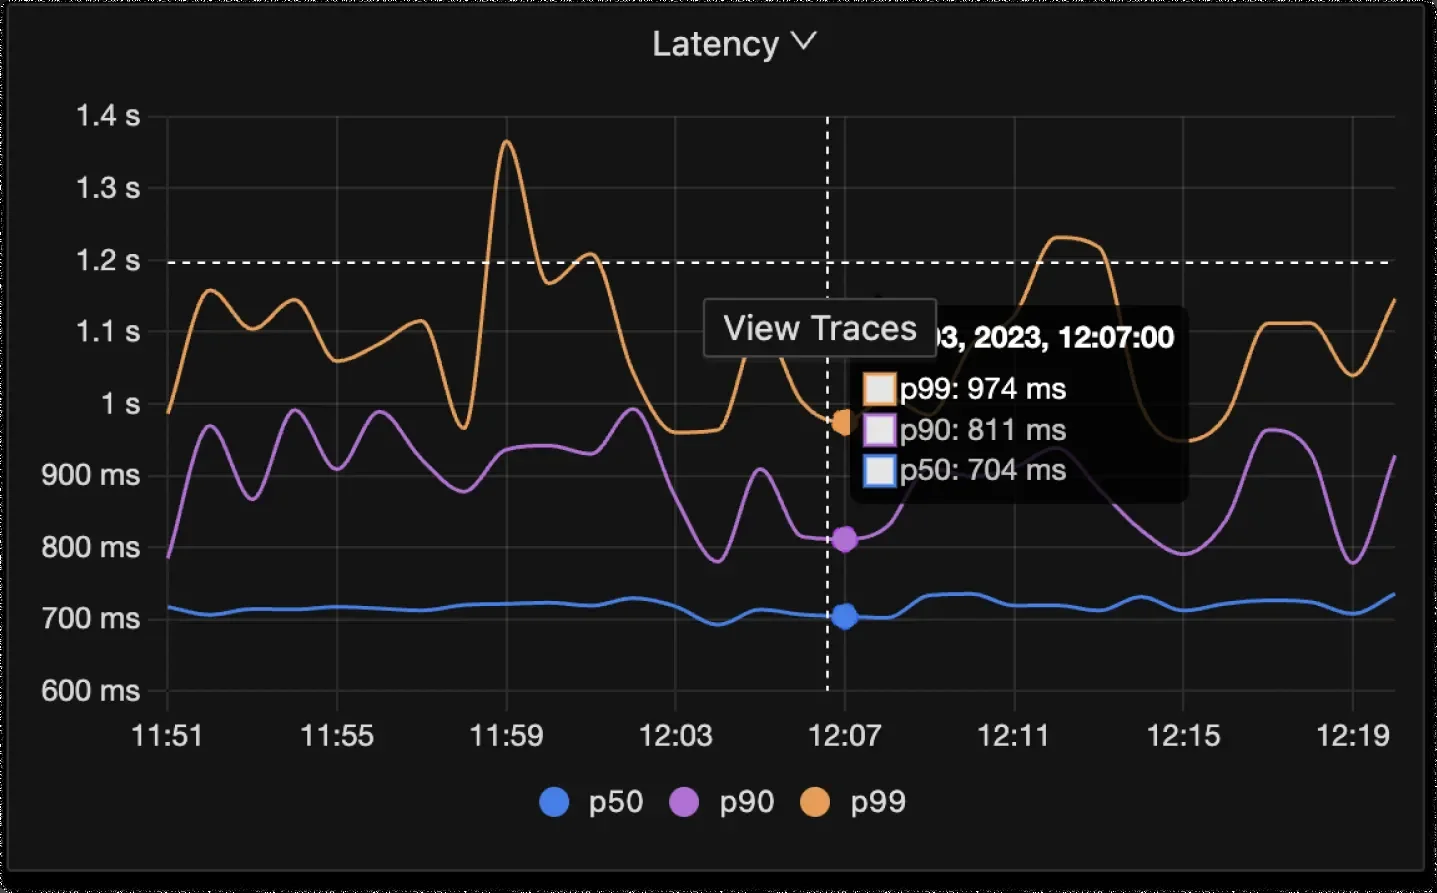 Latency
1.4 s
1.3 s
1.2 s
1.1 s
1 s
900 ms
800 ms
700 ms
600 ms
View Traces
03, 2023, 12:07:00
p99: 974 ms
p90: 811 ms
p50: 704 ms
11:51 11:55 11:59 12:03 12:07 12:11 12:15 12:19
p50 p90 p99